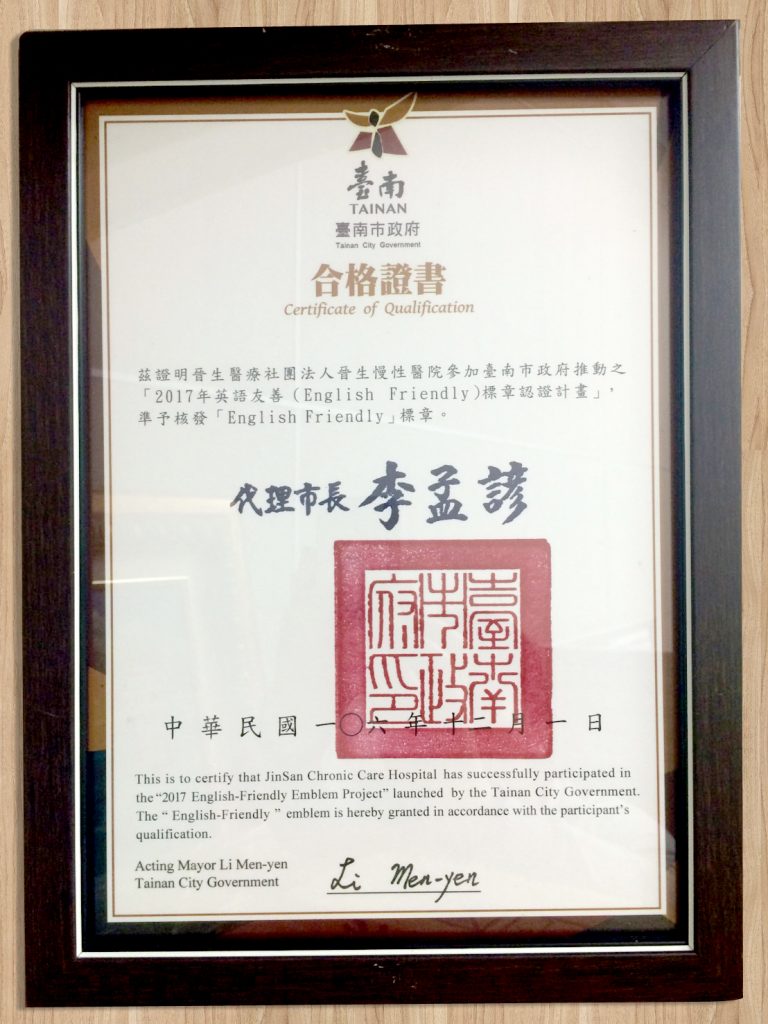 臺南
TAINAN
臺南市政府
Tainan City Government
合格證書
Certificate of Qualification
茲證明晉生醫療社團法人晉生慢性醫院參加臺南市政府推動之
「2017年英語友善(English Friendly)標章認證計畫」,
準予核發「English Friendly」標章。
代理市長 李孟諺
臺南市政府印
中華民國一〇六年十二月一日
This is to certify that JinSan Chronic Care Hospital has successfully participated in
the“2017 English-Friendly Emblem Project” launched by the Tainan City Government.
The “ English-Friendly ” emblem is hereby granted in accordance with the participant’s
qualification.
Acting Mayor Li Men-yen
Tainan City Government
Li Men-yen